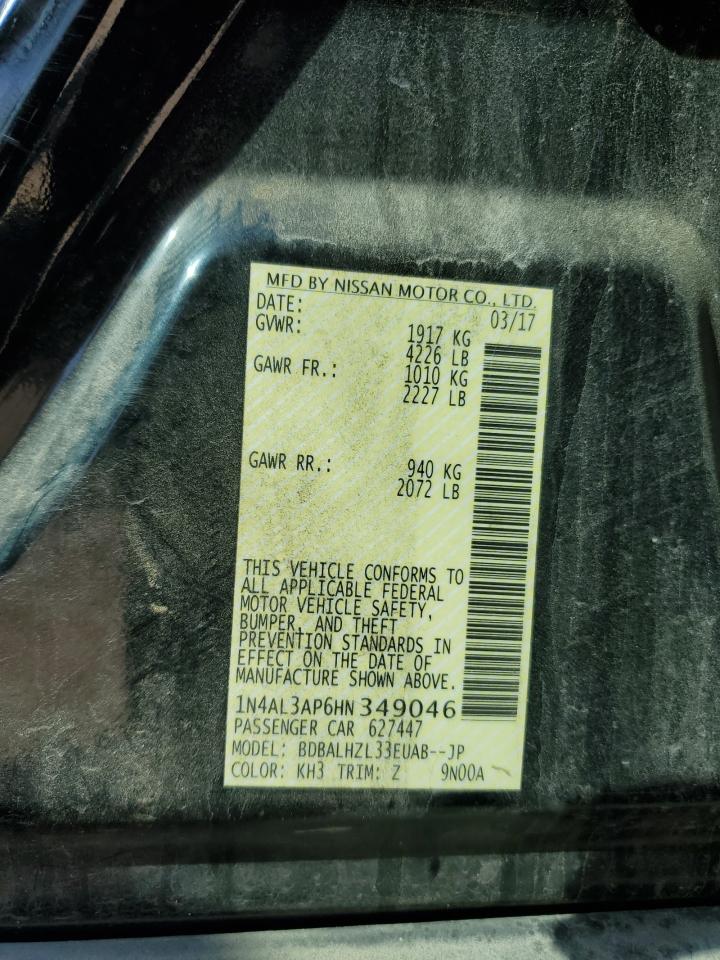 MFD BY NISSAN MOTOR CO., LTD.
DATE: 03/17
GVWR: 1917 KG
4226 LB
GAWR FR.: 1010 KG
2227 LB
GAWR RR.: 940 KG
2072 LB
THIS VEHICLE CONFORMS TO
ALL APPLICABLE FEDERAL
MOTOR VEHICLE SAFETY,
BUMPER, AND THEFT
PREVENTION STANDARDS IN
EFFECT ON THE DATE OF
MANUFACTURE SHOWN ABOVE.
1N4AL3AP6HN 349046
PASSENGER CAR 627447
MODEL: BDBALHZL33EUAB--JP
COLOR: KH3 TRIM: Z 9N00A